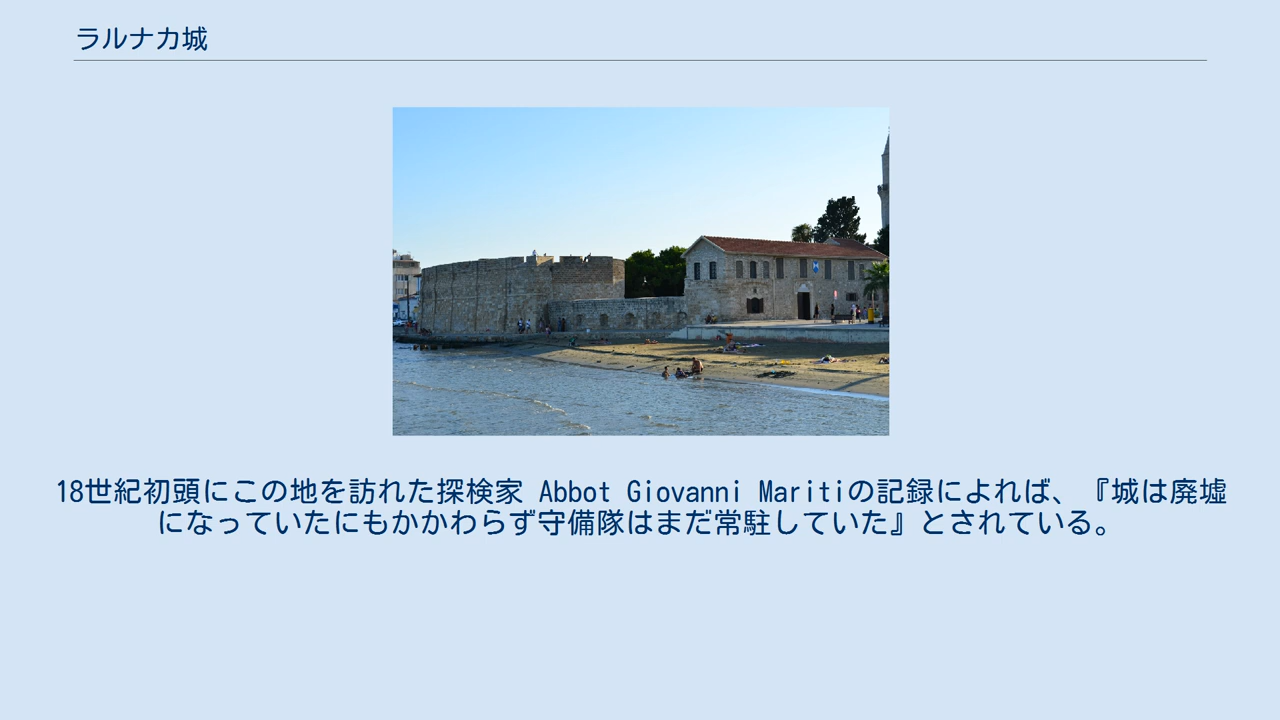 ラルナカ城
18世紀初頭にこの地を訪れた探検家 Abbot Giovanni Maritiの記録によれば、『城は廃墟
になっていたにもかかわらず守備隊はまだ常駐していた』とされている。